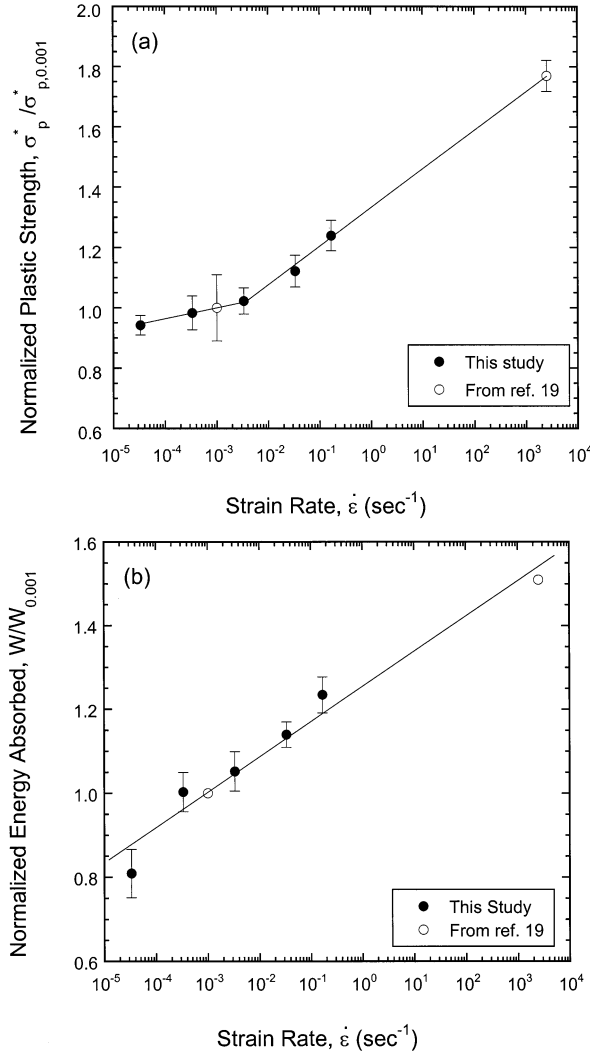 2.0
(a)
1.8
1.6
1.4
1.2
1.0
0.8
0.6
Normalized Plastic Strength, σ*p /σ*p,0.001
This study
From ref. 19
10-5 10-4 10-3 10-2 10-1 100 101 102 103 104
Strain Rate, ε̇ (sec-1)
1.6
(b)
1.4
1.2
1.0
0.8
0.6
Normalized Energy Absorbed, W/W0.001
This Study
From ref. 19
10-5 10-4 10-3 10-2 10-1 100 101 102 103 104
Strain Rate, ε̇ (sec-1)